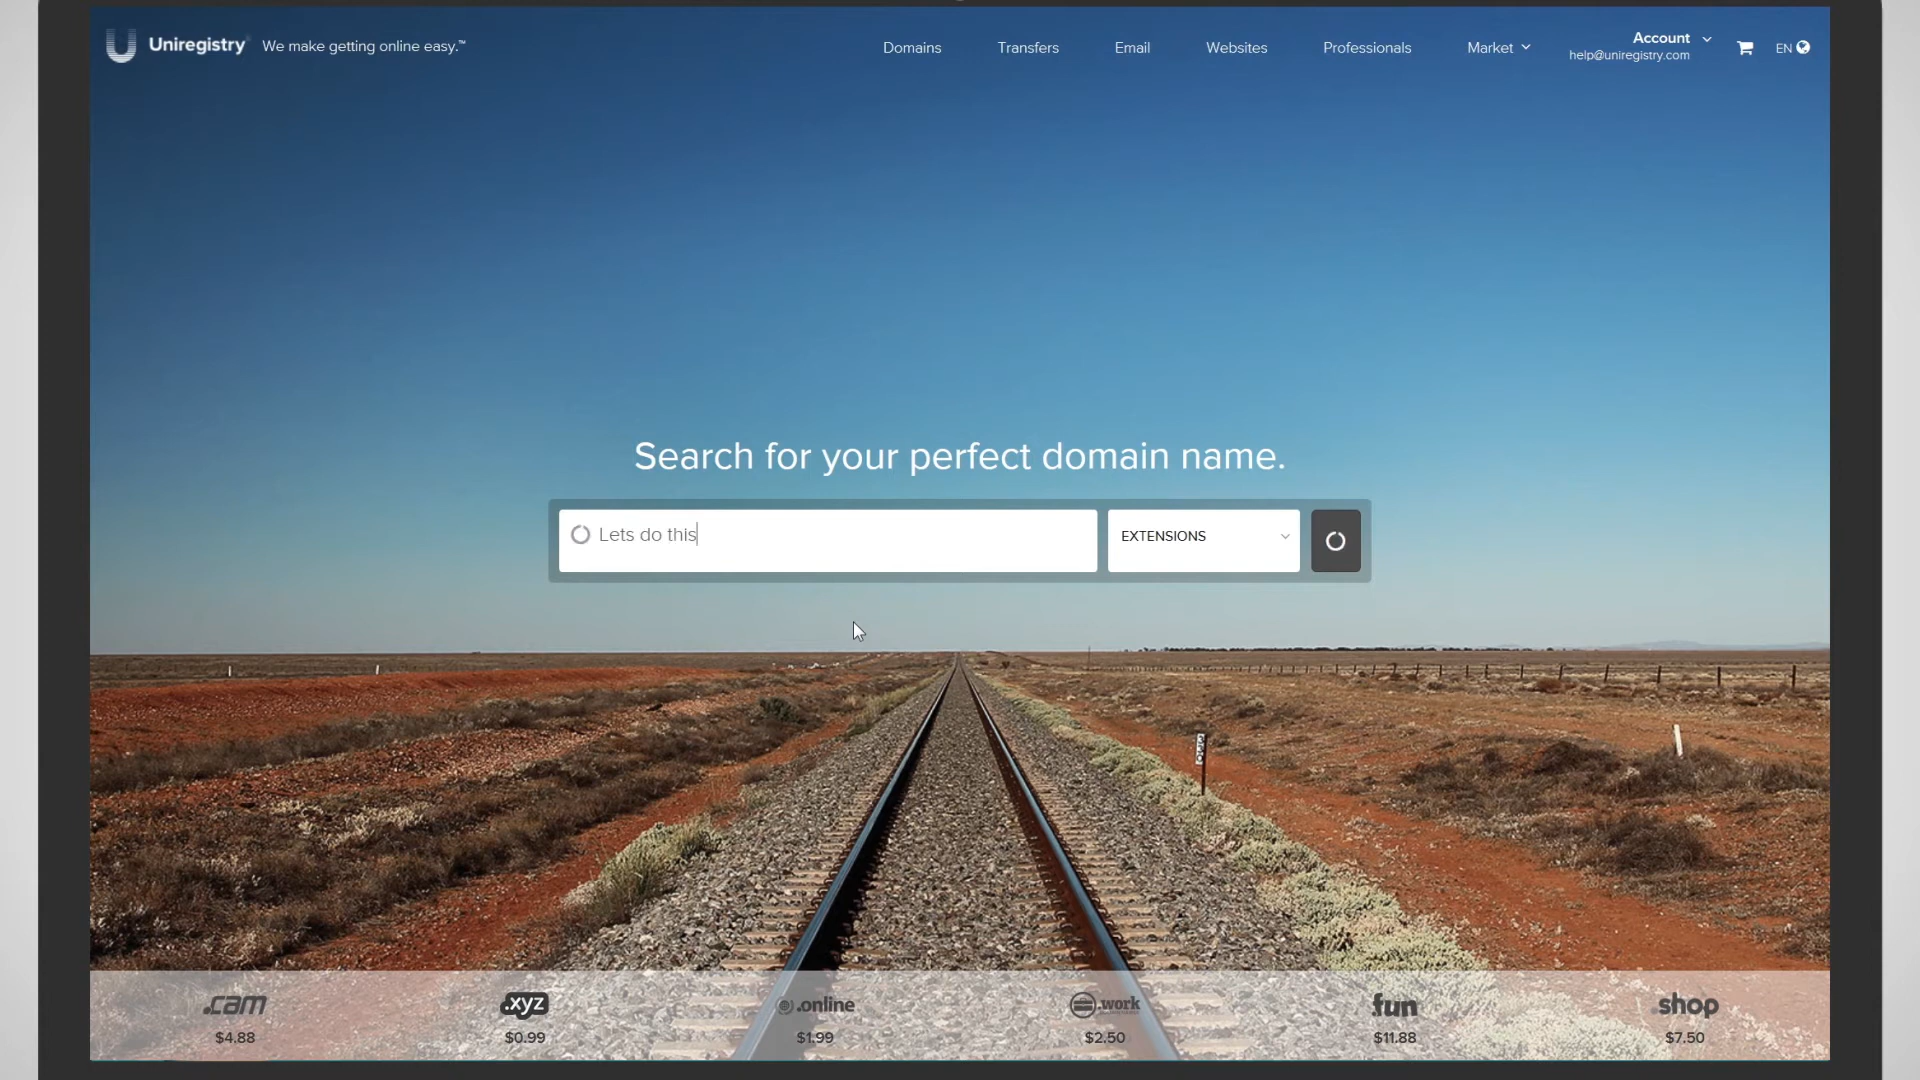 Uniregistry We make getting online easy.™
Domains Transfers Email Websites Professionals Market Account EN
help@uniregistry.com
Search for your perfect domain name.
Lets do this EXTENSIONS
.cam .xyz .online .work .fun .shop
$4.88 $0.99 $1.99 $2.50 $11.88 $7.50